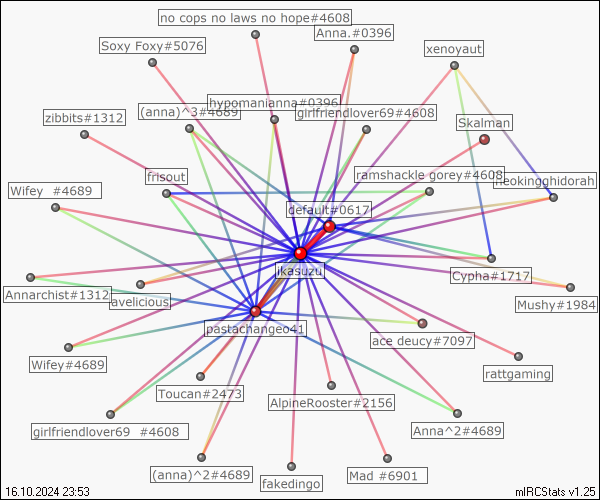 no cops no laws no hope#4608
Anna.#0396
Soxy Foxy#5076
xenoyaut
hypomanianna#0396
zibbits#1312
(anna)^3#4689
girlfriendlover69#4608
Skalman
frisout
ramshackle gorey#4608
neokingghidorah
Wifey  #4689
default#0617
ikasuzu
Cypha#1717
Annarchist#1312
avelicious
Mushy#1984
pastachangeo41
ace deucy#7097
Wifey#4689
rattgaming
Toucan#2473
AlpineRooster#2156
girlfriendlover69  #4608
Anna^2#4689
(anna)^2#4689
fakedingo
Mad #6901
16.10.2024 23:53
mIRCStats v1.25